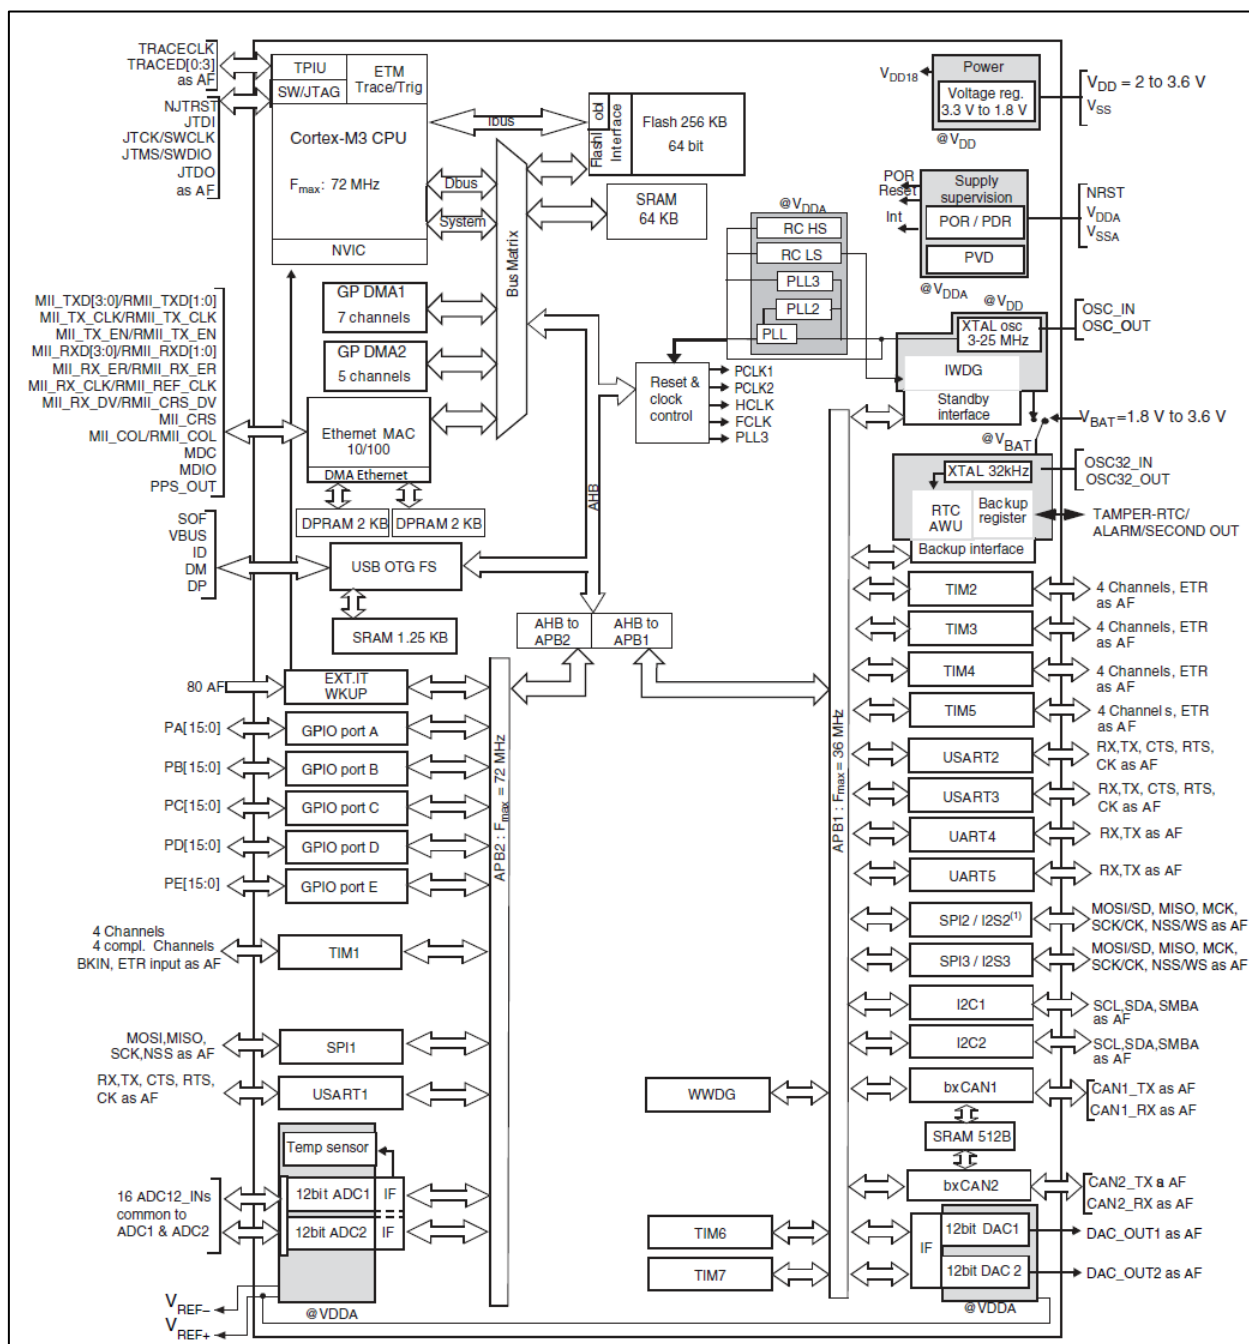 TRACECLK
TRACED[0:3]
as AF
NJTRST
JTDI
JTCK/SWCLK
JTMS/SWDIO
JTDO
as AF
TPIU
SW/JTAG
ETM
Trace/Trig
Cortex-M3 CPU
Fmax: 72 MHz
NVIC
Ibus
Dbus
System
Bus Matrix
Flash obl
Interface
Flash 256 KB
64 bit
SRAM
64 KB
Power
VDD18
Voltage reg.
3.3 V to 1.8 V
@VDD
VDD = 2 to 3.6 V
VSS
POR
Reset
Int
Supply
supervision
POR / PDR
PVD
@VDDA
NRST
VDDA
VSSA
@VDDA
RC HS
RC LS
PLL3
PLL2
PLL
@VDD
XTAL osc
3-25 MHz
OSC_IN
OSC_OUT
IWDG
Standby
interface
VBAT=1.8 V to 3.6 V
@VBAT
GP DMA1
7 channels
GP DMA2
5 channels
MII_TXD[3:0]/RMII_TXD[1:0]
MII_TX_CLK/RMII_TX_CLK
MII_TX_EN/RMII_TX_EN
MII_RXD[3:0]/RMII_RXD[1:0]
MII_RX_ER/RMII_RX_ER
MII_RX_CLK/RMII_REF_CLK
MII_RX_DV/RMII_CRS_DV
MII_CRS
MII_COL/RMII_COL
MDC
MDIO
PPS_OUT
Ethernet MAC
10/100
DMA Ethernet
DPRAM 2 KB
DPRAM 2 KB
Reset &
clock
control
PCLK1
PCLK2
HCLK
FCLK
PLL3
XTAL 32kHz
OSC32_IN
OSC32_OUT
RTC
AWU
Backup
register
Backup interface
TAMPER-RTC/
ALARM/SECOND OUT
AHB
SOF
VBUS
ID
DM
DP
USB OTG FS
SRAM 1.25 KB
AHB to
APB2
AHB to
APB1
80 AF
EXT.IT
WKUP
PA[15:0]
GPIO port A
PB[15:0]
GPIO port B
PC[15:0]
GPIO port C
PD[15:0]
GPIO port D
PE[15:0]
GPIO port E
4 Channels
4 compl. Channels
BKIN, ETR input as AF
TIM1
MOSI,MISO,
SCK,NSS as AF
SPI1
RX,TX, CTS, RTS,
CK as AF
USART1
Temp sensor
16 ADC12_INs
common to
ADC1 & ADC2
12bit ADC1
IF
12bit ADC2
IF
VREF–
VREF+
@VDDA
APB2 : Fmax = 72 MHz
APB1 : Fmax = 36 MHz
TIM2
4 Channels, ETR
as AF
TIM3
4 Channels, ETR
as AF
TIM4
4 Channels, ETR
as AF
TIM5
4 Channels, ETR
as AF
USART2
RX,TX, CTS, RTS,
CK as AF
USART3
RX,TX, CTS, RTS,
CK as AF
UART4
RX,TX as AF
UART5
RX,TX as AF
SPI2 / I2S2(1)
MOSI/SD, MISO, MCK,
SCK/CK, NSS/WS as AF
SPI3 / I2S3
MOSI/SD, MISO, MCK,
SCK/CK, NSS/WS as AF
I2C1
SCL,SDA,SMBA
as AF
I2C2
SCL,SDA,SMBA
as AF
WWDG
bxCAN1
CAN1_TX as AF
CAN1_RX as AF
SRAM 512B
bxCAN2
CAN2_TX a AF
CAN2_RX as AF
TIM6
TIM7
IF
12bit DAC1
DAC_OUT1 as AF
12bit DAC 2
DAC_OUT2 as AF
@VDDA